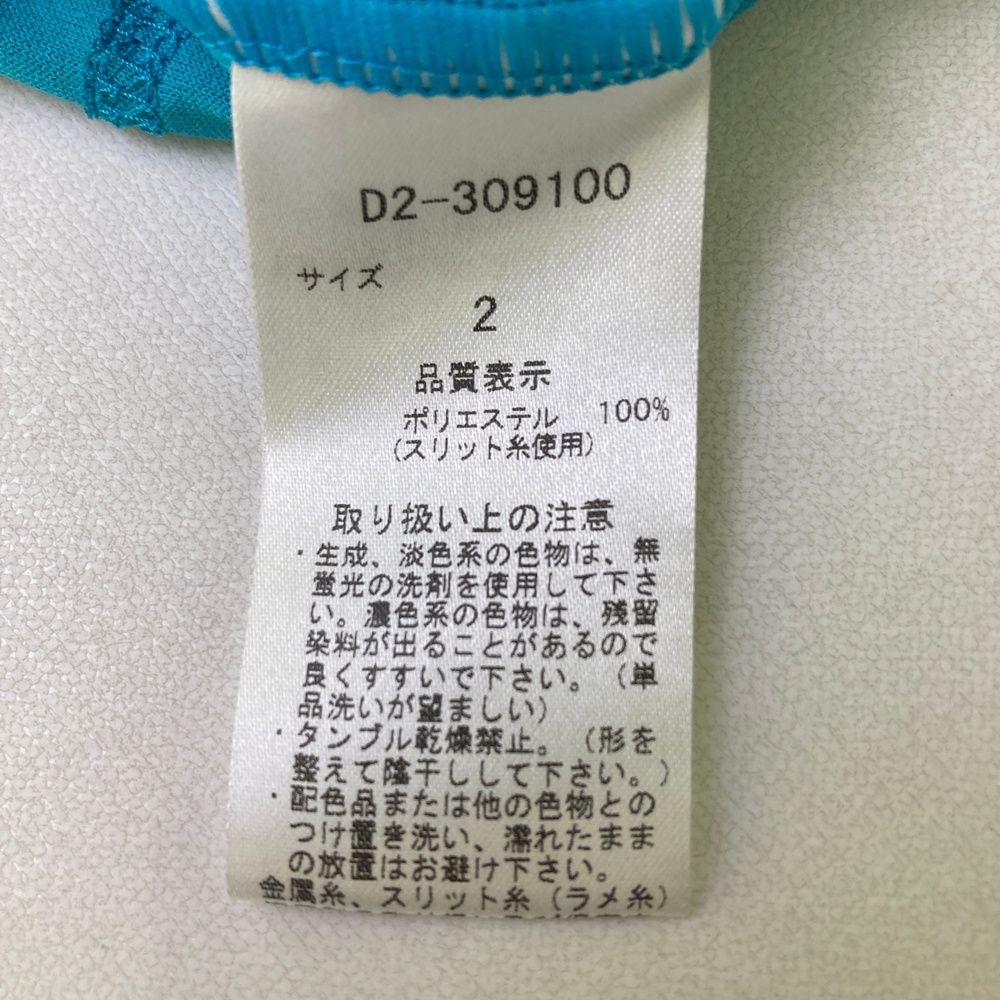 D2-309100
サイズ
2
品質表示
ポリエステル 100%
(スリット糸使用)
取り扱い上の注意
・生成、淡色系の色物は、無
蛍光の洗剤を使用して下さ
い。濃色系の色物は、残留
染料が出ることがあるので
良くすすいで下さい。(単
品洗いが望ましい)
・タンブル乾燥禁止。(形を
整えて陰干しして下さい。)
・配色品または他の色物との
つけ置き洗い、濡れたまま
の放置はお避け下さい。
金属糸、スリット糸(ラメ糸)